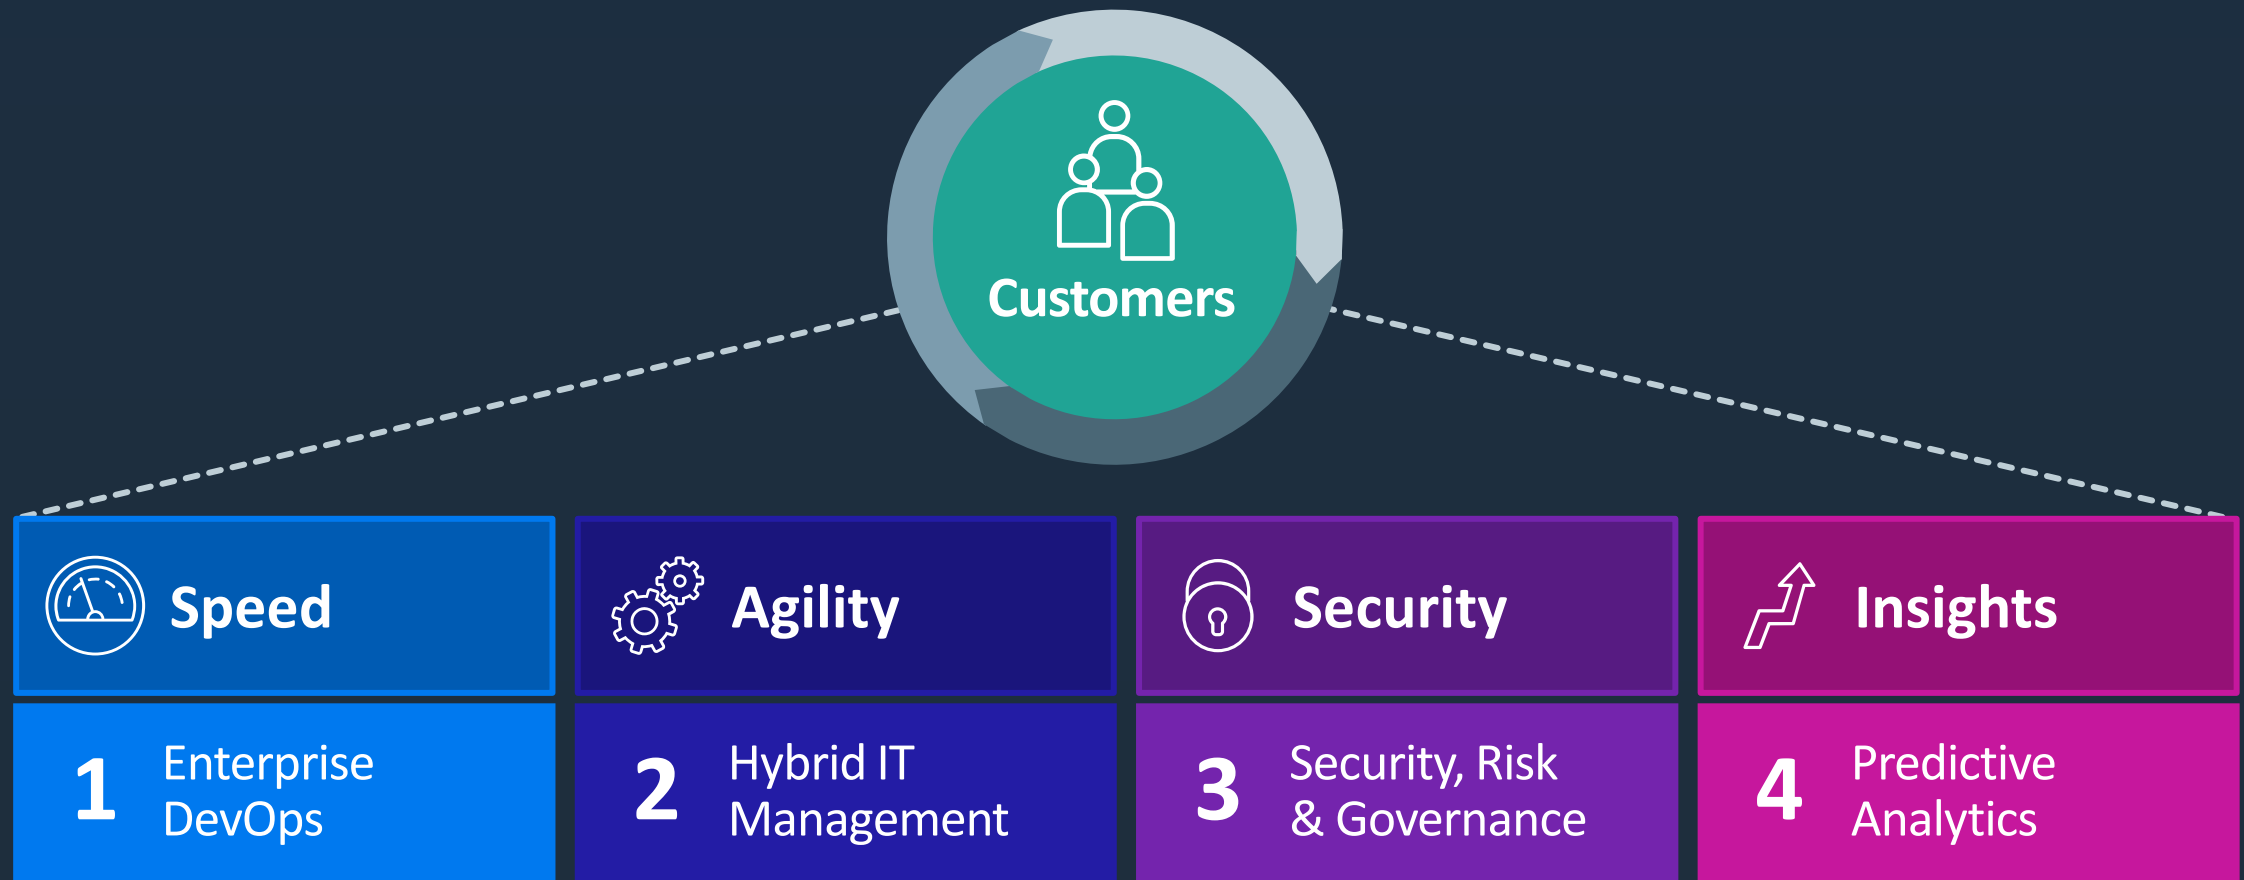 Customers
Speed
Agility
Security
Insights
1
Enterprise
DevOps
2
Hybrid IT
Management
3
Security, Risk
& Governance
4
Predictive
Analytics